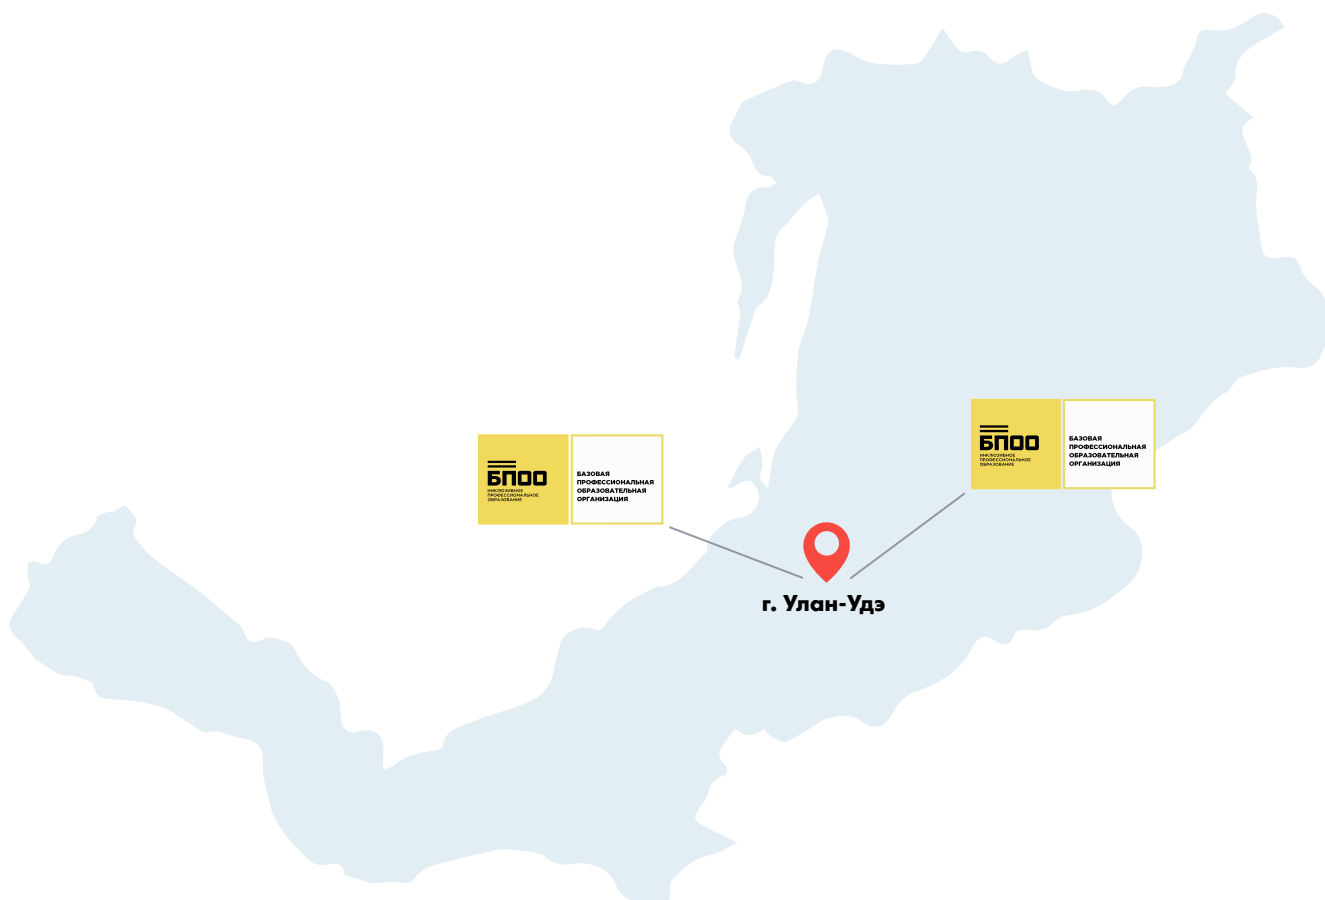 БПОО
ИНКЛЮЗИВНОЕ
ПРОФЕССИОНАЛЬНОЕ
ОБРАЗОВАНИЕ
БАЗОВАЯ
ПРОФЕССИОНАЛЬНАЯ
ОБРАЗОВАТЕЛЬНАЯ
ОРГАНИЗАЦИЯ
БПОО
ИНКЛЮЗИВНОЕ
ПРОФЕССИОНАЛЬНОЕ
ОБРАЗОВАНИЕ
БАЗОВАЯ
ПРОФЕССИОНАЛЬНАЯ
ОБРАЗОВАТЕЛЬНАЯ
ОРГАНИЗАЦИЯ
г. Улан-Удэ